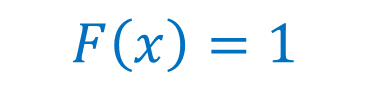 F(x) = 1